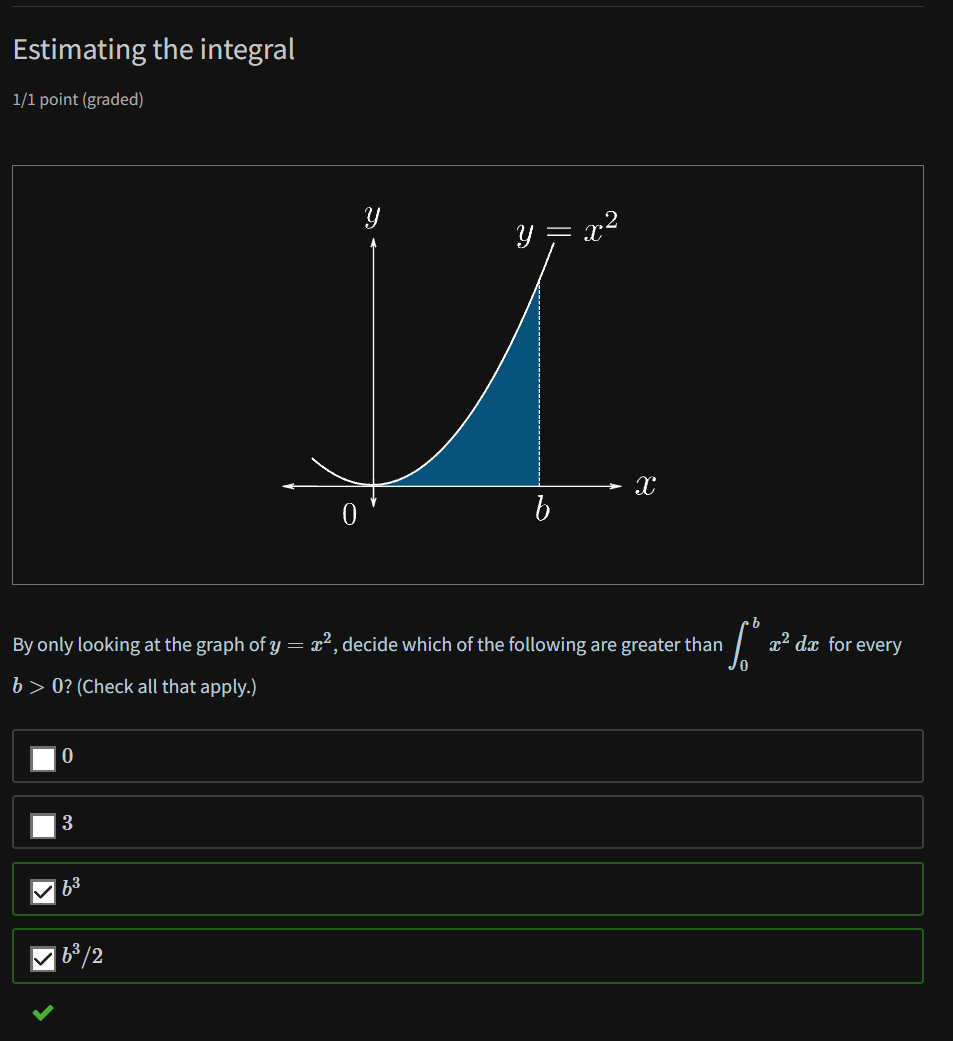 Estimating the integral
1/1 point (graded)
y
y = x²
x
0
b
By only looking at the graph of y = x², decide which of the following are greater than ∫₀ᵇ x² dx for every
b > 0? (Check all that apply.)
0
3
b³
b³/2